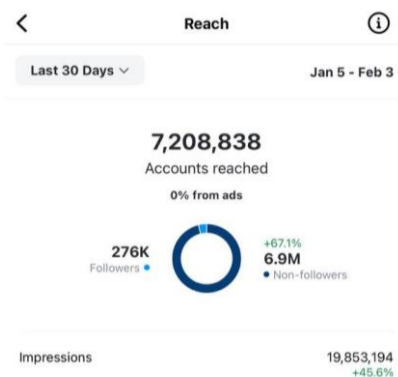 Reach
Last 30 Days
Jan 5 - Feb 3
7,208,838
Accounts reached
0% from ads
276K
Followers
+67.1%
6.9M
Non-followers
Impressions
19,853,194
+45.6%